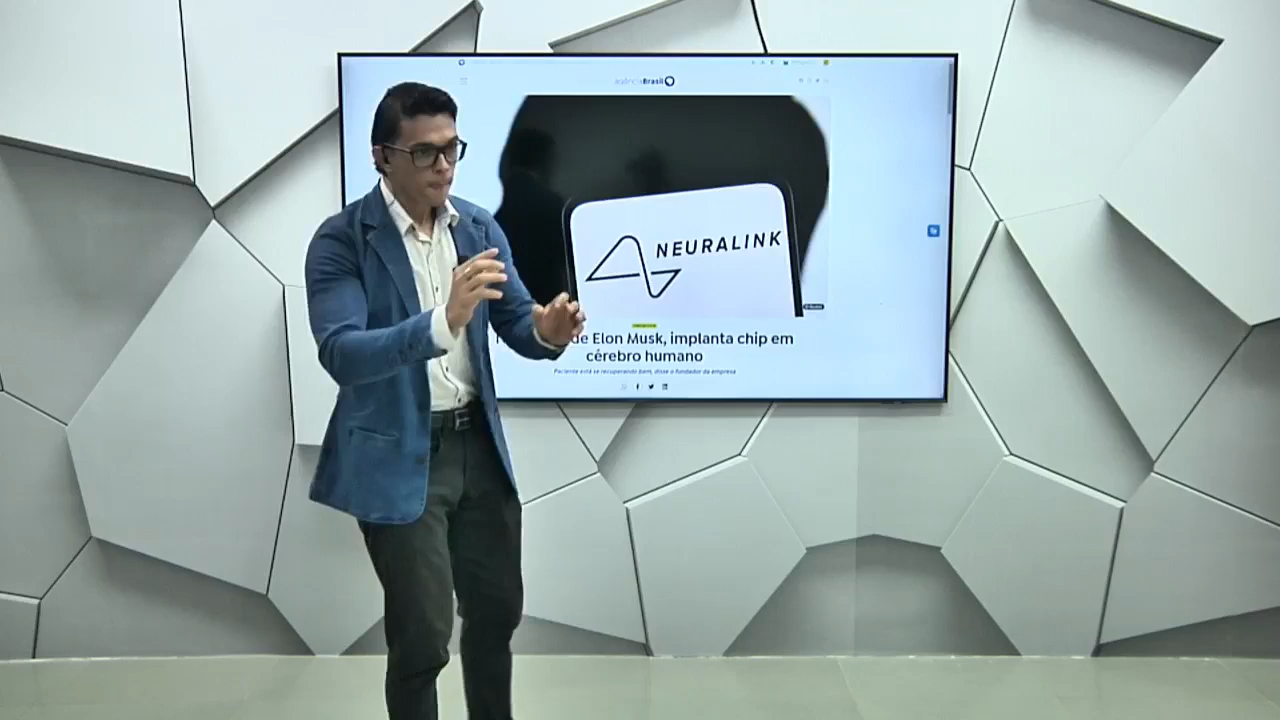 agênciaBrasil
NEURALINK
de Elon Musk, implanta chip em
cérebro humano
Paciente está se recuperando bem, disse o fundador da empresa